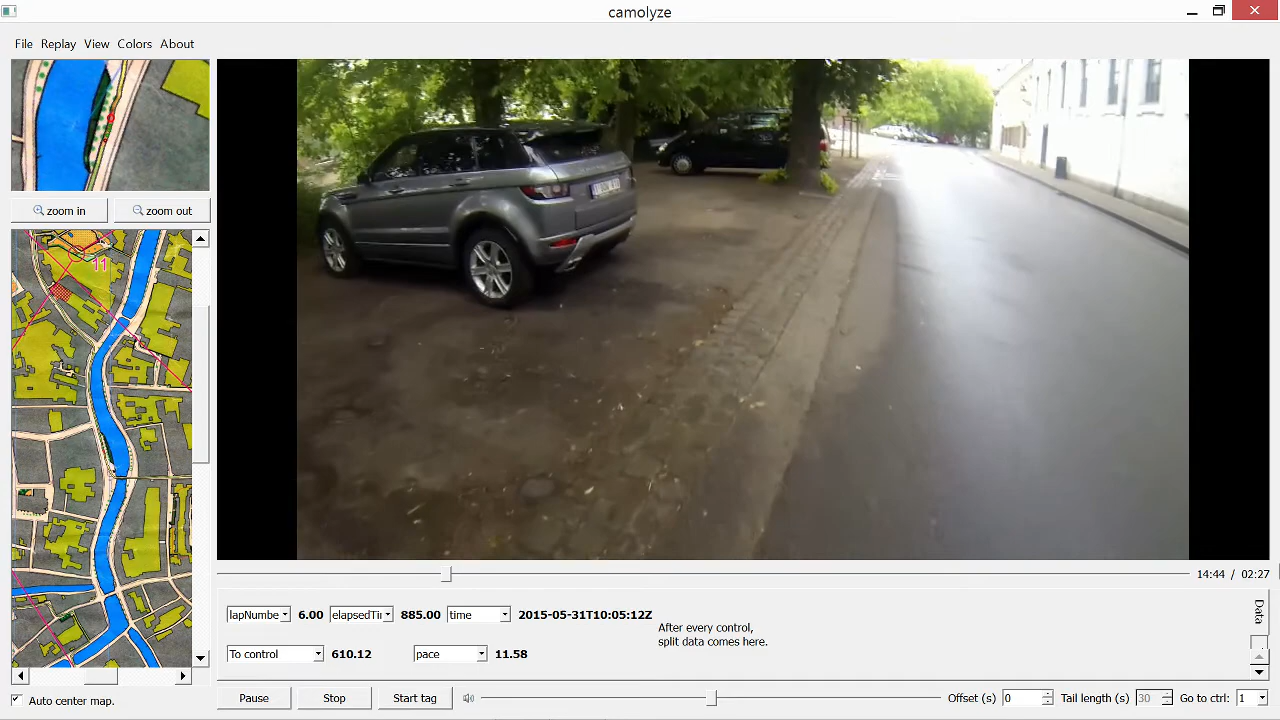 camolyze
File Replay View Colors About
zoom in
zoom out
11
14:44 / 02:27
lapNumbe 6.00 elapsedTii 885.00 time 2015-05-31T10:05:12Z
After every control,
split data comes here.
To control 610.12 pace 11.58
Data
Auto center map.
Pause Stop Start tag Offset (s) 0 Tail length (s) 30 Go to ctrl: 1